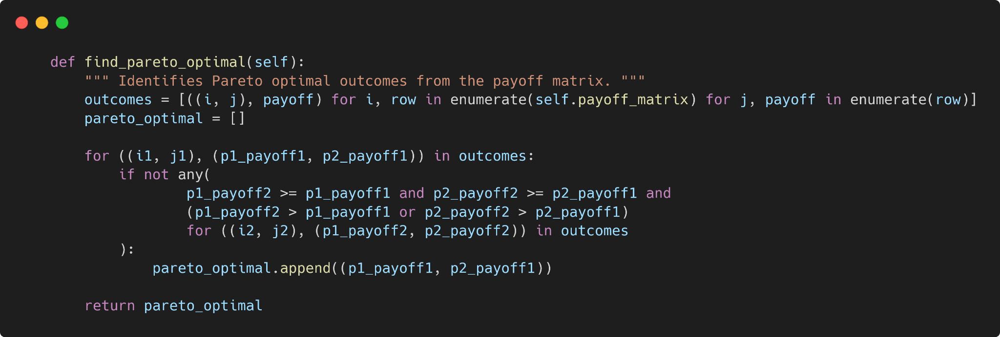 def find_pareto_optimal(self):
    """ Identifies Pareto optimal outcomes from the payoff matrix. """
    outcomes = [((i, j), payoff) for i, row in enumerate(self.payoff_matrix) for j, payoff in enumerate(row)]
    pareto_optimal = []

    for ((i1, j1), (p1_payoff1, p2_payoff1)) in outcomes:
        if not any(
                p1_payoff2 >= p1_payoff1 and p2_payoff2 >= p2_payoff1 and
                (p1_payoff2 > p1_payoff1 or p2_payoff2 > p2_payoff1)
                for ((i2, j2), (p1_payoff2, p2_payoff2)) in outcomes
        ):
            pareto_optimal.append((p1_payoff1, p2_payoff1))

    return pareto_optimal